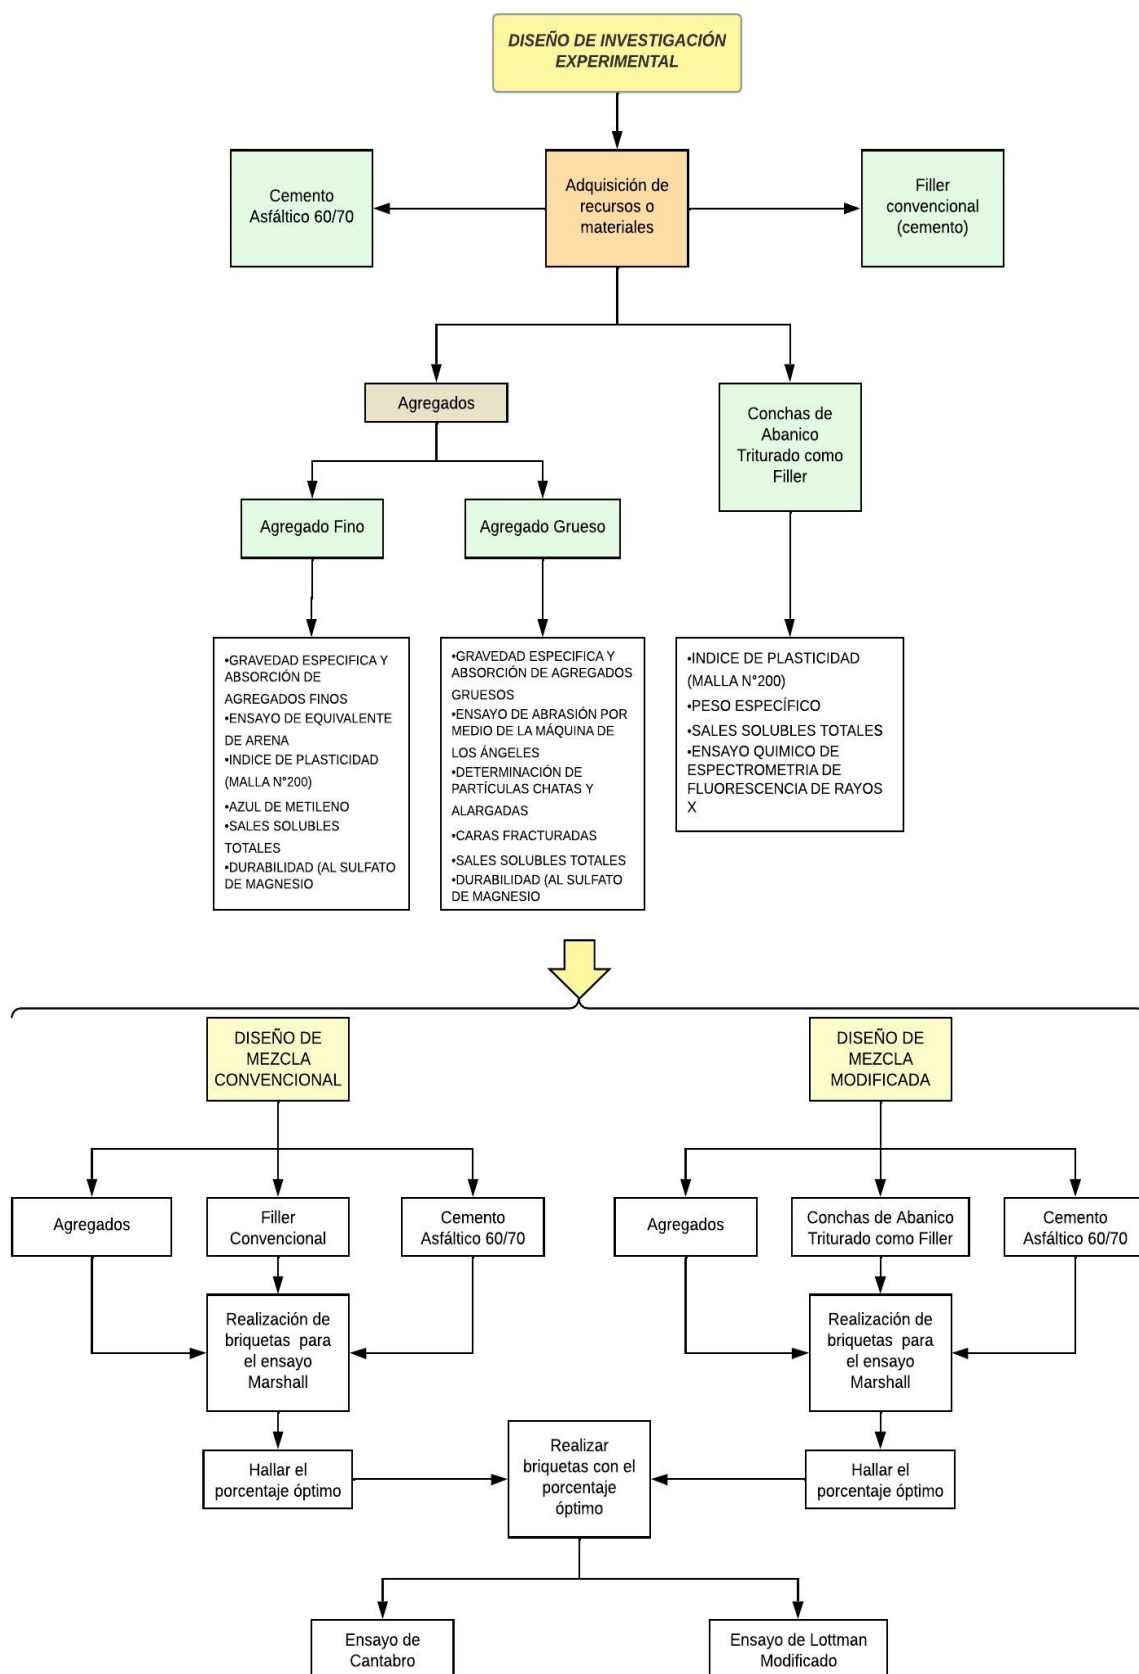 DISEÑO DE INVESTIGACIÓN
EXPERIMENTAL
Cemento
Asfáltico 60/70
Adquisición de
recursos o
materiales
Filler
convencional
(cemento)
Agregados
Conchas de
Abanico
Triturado como
Filler
Agregado Fino
Agregado Grueso
•GRAVEDAD ESPECIFICA Y
ABSORCIÓN DE
AGREGADOS FINOS
•ENSAYO DE EQUIVALENTE
DE ARENA
•INDICE DE PLASTICIDAD
(MALLA N°200)
•AZUL DE METILENO
•SALES SOLUBLES
TOTALES
•DURABILIDAD (AL SULFATO
DE MAGNESIO
•GRAVEDAD ESPECIFICA Y
ABSORCIÓN DE AGREGADOS
GRUESOS
•ENSAYO DE ABRASIÓN POR
MEDIO DE LA MÁQUINA DE
LOS ÁNGELES
•DETERMINACIÓN DE
PARTÍCULAS CHATAS Y
ALARGADAS
•CARAS FRACTURADAS
•SALES SOLUBLES TOTALES
•DURABILIDAD (AL SULFATO
DE MAGNESIO
•INDICE DE PLASTICIDAD
(MALLA N°200)
•PESO ESPECÍFICO
•SALES SOLUBLES TOTALES
•ENSAYO QUIMICO DE
ESPECTROMETRIA DE
FLUORESCENCIA DE RAYOS
X
DISEÑO DE
MEZCLA
CONVENCIONAL
DISEÑO DE
MEZCLA
MODIFICADA
Agregados
Filler
Convencional
Cemento
Asfáltico 60/70
Agregados
Conchas de Abanico
Triturado como Filler
Cemento
Asfáltico 60/70
Realización de
briquetas para
el ensayo
Marshall
Realización de
briquetas para
el ensayo
Marshall
Hallar el
porcentaje óptimo
Realizar
briquetas con el
porcentaje
óptimo
Hallar el
porcentaje óptimo
Ensayo de
Cantabro
Ensayo de Lottman
Modificado